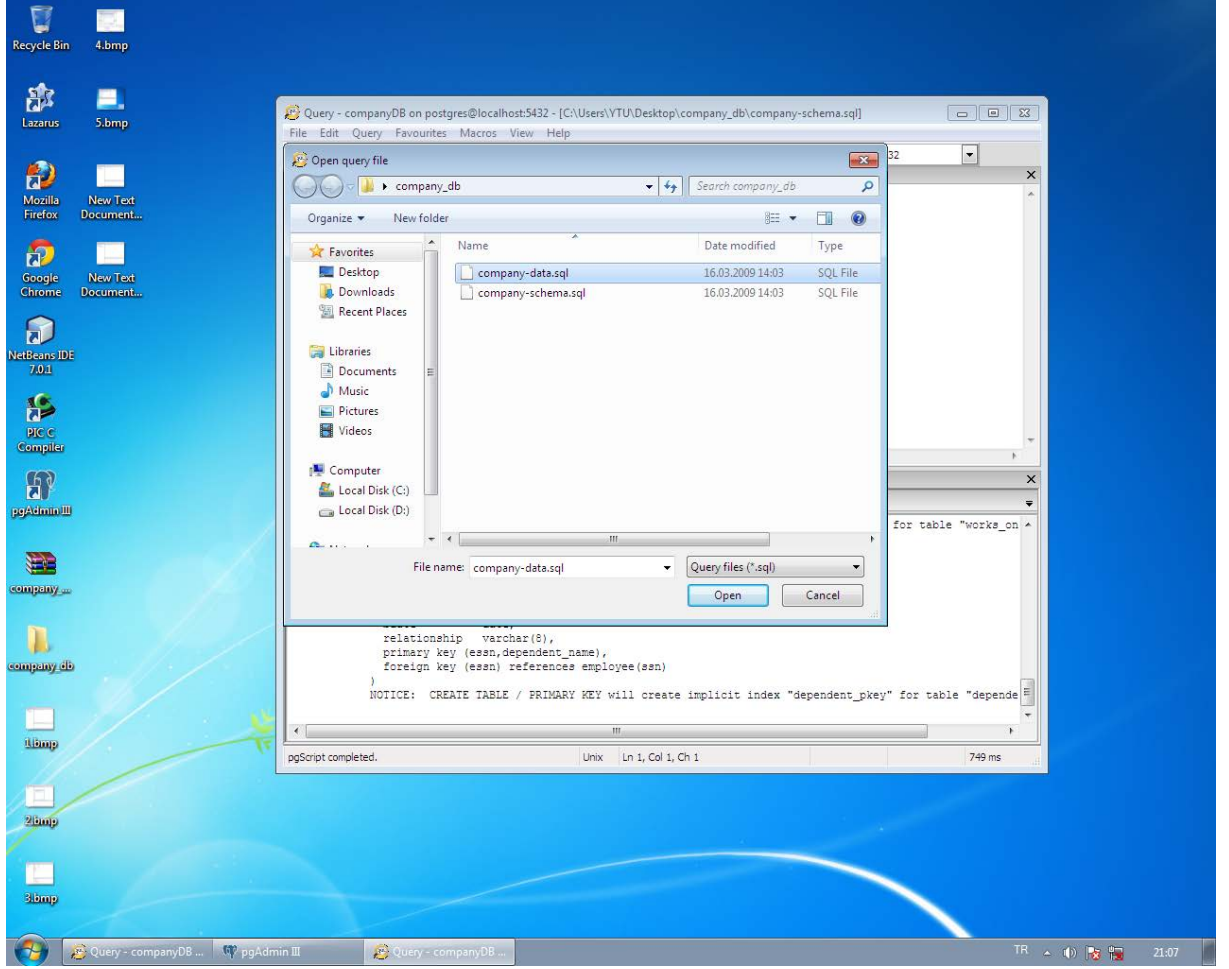 Recycle Bin
4.bmp
Lazarus
5.bmp
Mozilla
Firefox
New Text
Document...
Google
Chrome
New Text
Document...
NetBeans IDE
7.0.1
PIC C
Compiler
pgAdmin III
company_...
company_db
1.bmp
2.bmp
3.bmp
Query - companyDB on postgres@localhost:5432 - [C:\Users\YTU\Desktop\company_db\company-schema.sql]
File Edit Query Favourites Macros View Help
32
Open query file
company_db
Search company_db
Organize
New folder
Favorites
Desktop
Downloads
Recent Places
Libraries
Documents
Music
Pictures
Videos
Computer
Local Disk (C:)
Local Disk (D:)
Name Date modified Type
company-data.sql 16.03.2009 14:03 SQL File
company-schema.sql 16.03.2009 14:03 SQL File
File name: company-data.sql
Query files (*.sql)
Open
Cancel
for table "works_on
relationship varchar(8),
primary key (essn,dependent_name),
foreign key (essn) references employee(ssn)
)
NOTICE: CREATE TABLE / PRIMARY KEY will create implicit index "dependent_pkey" for table "depende
pgScript completed.
Unix
Ln 1, Col 1, Ch 1
749 ms
Query - companyDB ...
pgAdmin III
Query - companyDB ...
TR
21:07